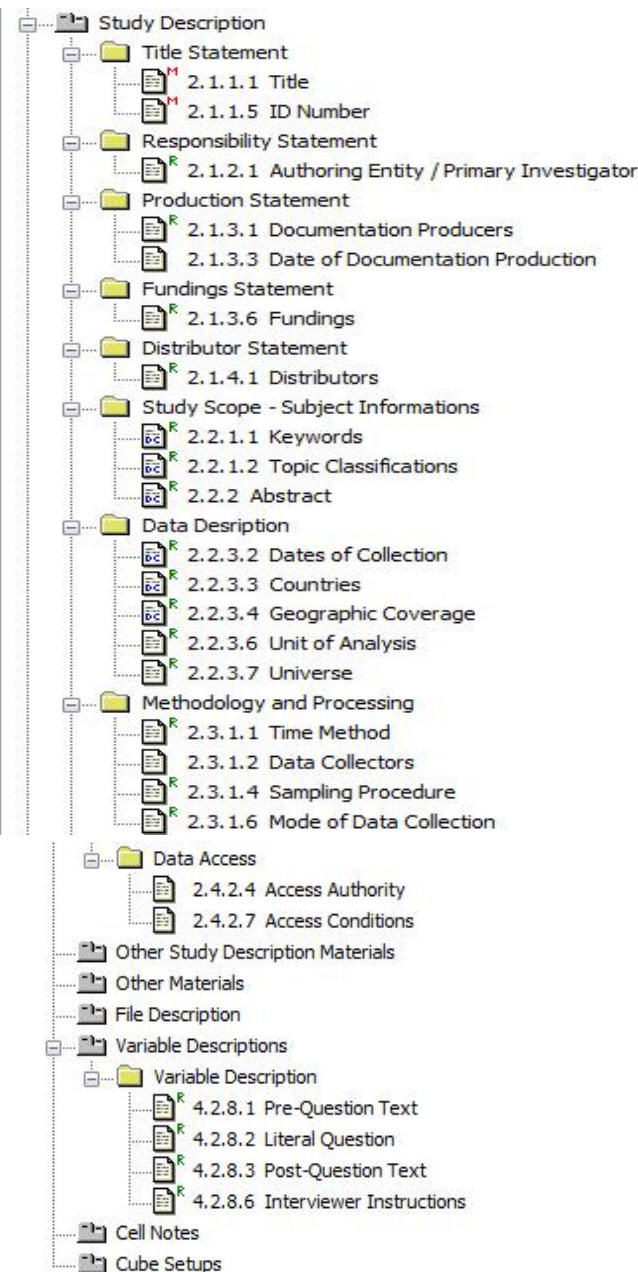 Study Description
Title Statement
M 2.1.1.1 Title
M 2.1.1.5 ID Number
Responsibility Statement
R 2.1.2.1 Authoring Entity / Primary Investigator
Production Statement
R 2.1.3.1 Documentation Producers
2.1.3.3 Date of Documentation Production
Fundings Statement
R 2.1.3.6 Fundings
Distributor Statement
R 2.1.4.1 Distributors
Study Scope - Subject Informations
DC R 2.2.1.1 Keywords
DC R 2.2.1.2 Topic Classifications
DC R 2.2.2 Abstract
Data Desription
DC R 2.2.3.2 Dates of Collection
DC R 2.2.3.3 Countries
DC R 2.2.3.4 Geographic Coverage
R 2.2.3.6 Unit of Analysis
R 2.2.3.7 Universe
Methodology and Processing
R 2.3.1.1 Time Method
2.3.1.2 Data Collectors
R 2.3.1.4 Sampling Procedure
R 2.3.1.6 Mode of Data Collection
Data Access
2.4.2.4 Access Authority
2.4.2.7 Access Conditions
Other Study Description Materials
Other Materials
File Description
Variable Descriptions
Variable Description
R 4.2.8.1 Pre-Question Text
R 4.2.8.2 Literal Question
R 4.2.8.3 Post-Question Text
R 4.2.8.6 Interviewer Instructions
Cell Notes
Cube Setups